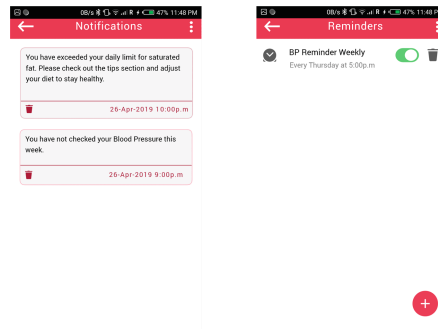 0B/s R 47% 11:48 PM
Notifications
You have exceeded your daily limit for saturated
fat. Please check out the tips section and adjust
your diet to stay healthy.
26-Apr-2019 10:00p.m
You have not checked your Blood Pressure this
week.
26-Apr-2019 9:00p.m
0B/s R 47% 11:48 P
Reminders
BP Reminder Weekly
Every Thursday at 5:00p.m
+